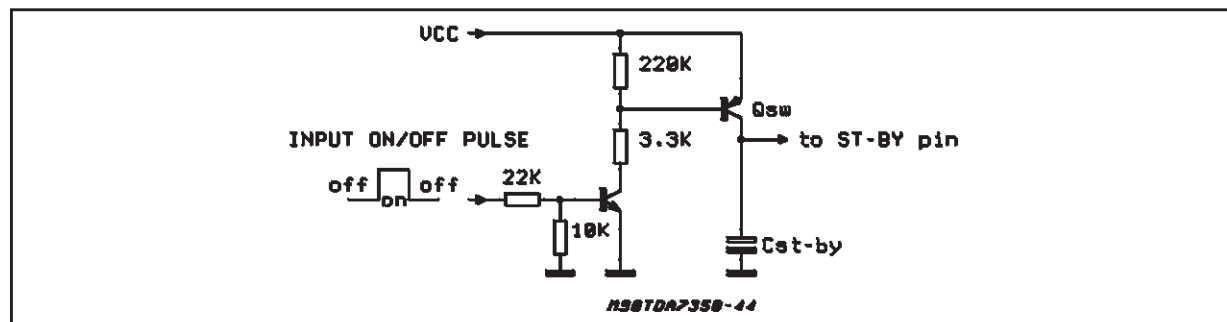 VCC
220K
Qsw
INPUT ON/OFF PULSE
3.3K
to ST-BY pin
off on off
22K
10K
Cst-by
M90TDA7350-44